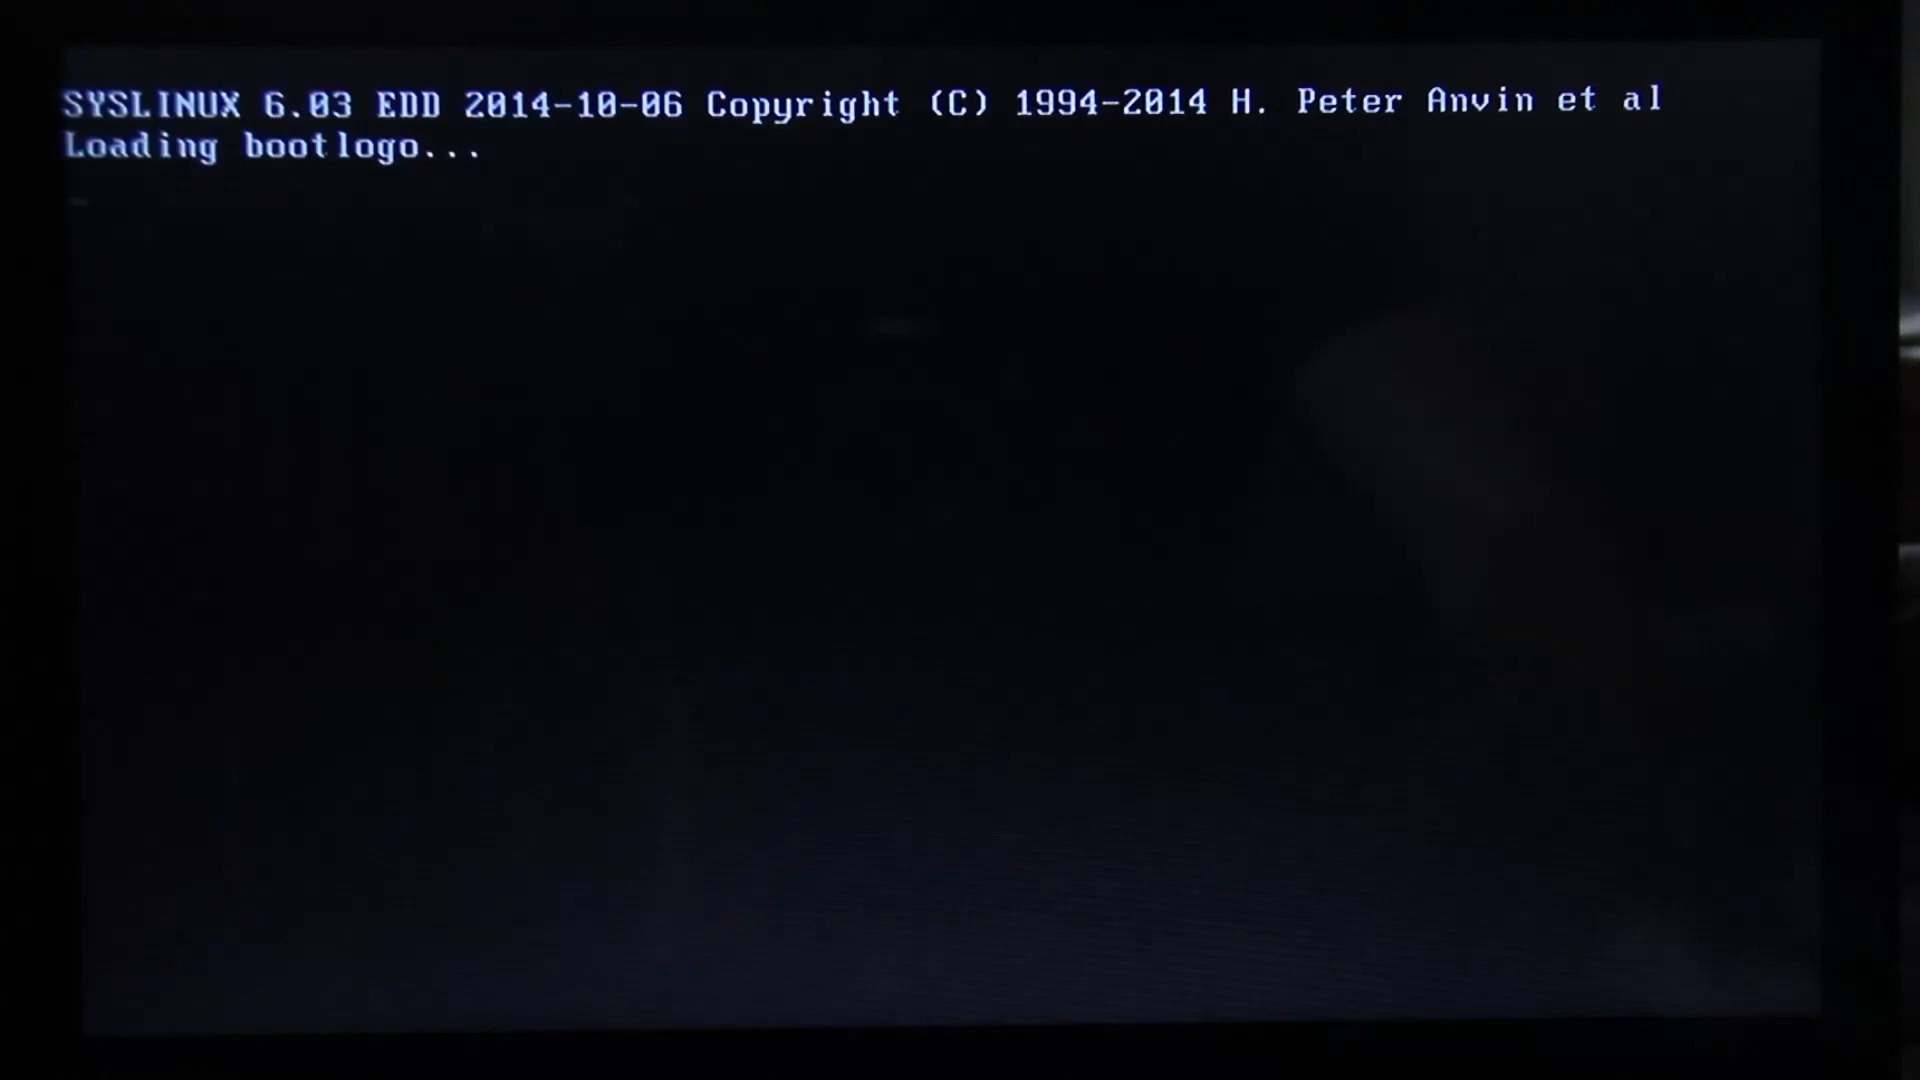 SYSLINUX 6.03 EDD 2014-10-06 Copyright (C) 1994-2014 H. Peter Anvin et al
Loading bootlogo...